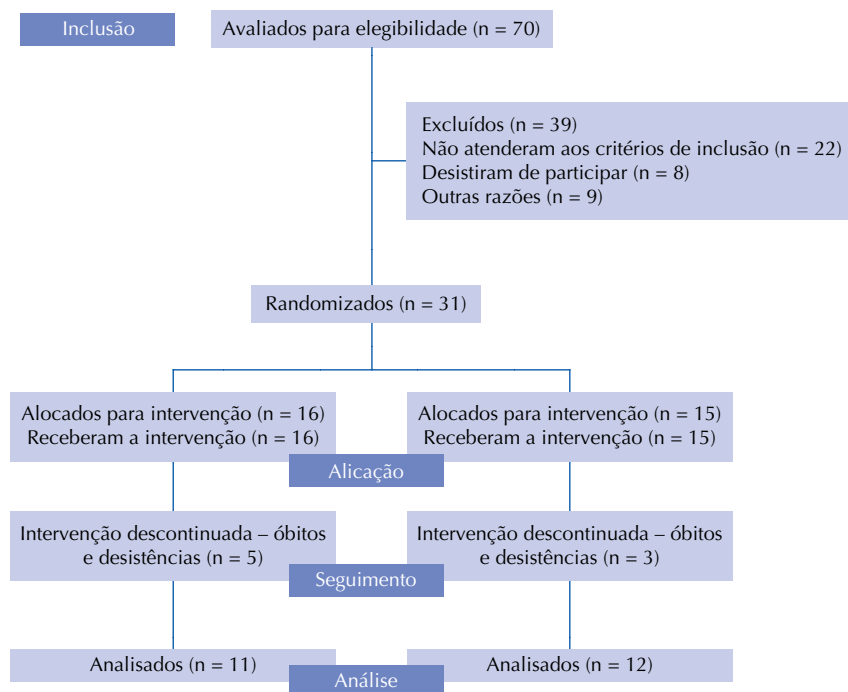 Inclusão
Avaliados para elegibilidade (n = 70)
Excluídos (n = 39)
Não atenderam aos critérios de inclusão (n = 22)
Desistiram de participar (n = 8)
Outras razões (n = 9)
Randomizados (n = 31)
Alocados para intervenção (n = 16)
Receberam a intervenção (n = 16)
Alocados para intervenção (n = 15)
Receberam a intervenção (n = 15)
Alicação
Intervenção descontinuada – óbitos
e desistências (n = 5)
Intervenção descontinuada – óbitos
e desistências (n = 3)
Seguimento
Analisados (n = 11)
Analisados (n = 12)
Análise